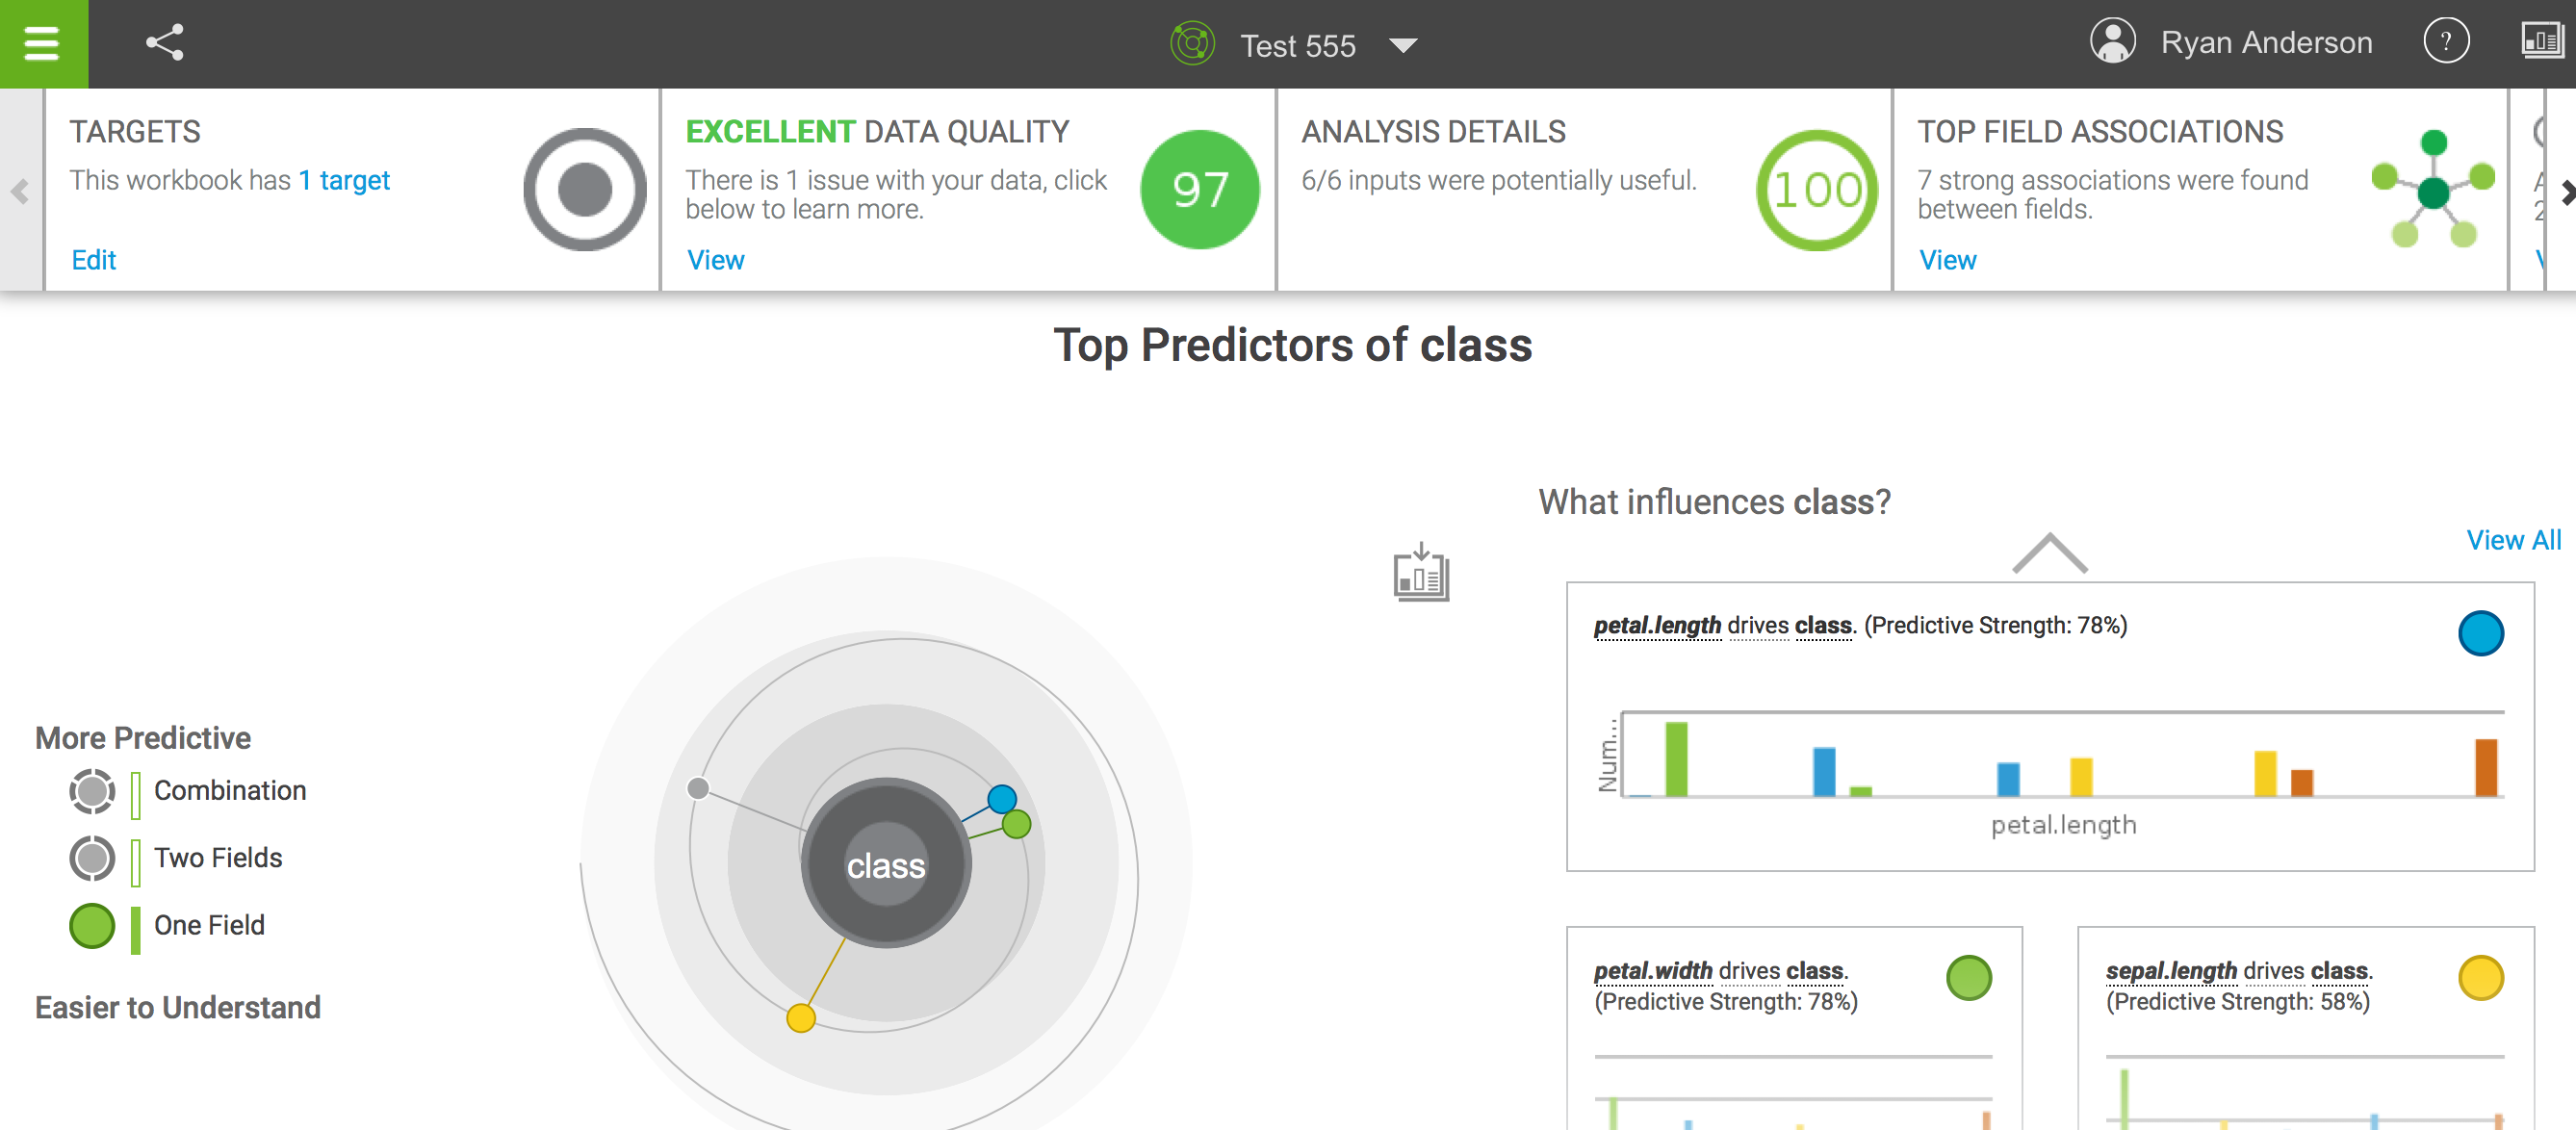 Test 555
Ryan Anderson
?
TARGETS
This workbook has 1 target
Edit
EXCELLENT DATA QUALITY
There is 1 issue with your data, click
below to learn more.
View
97
ANALYSIS DETAILS
6/6 inputs were potentially useful.
100
TOP FIELD ASSOCIATIONS
7 strong associations were found
between fields.
View
Top Predictors of class
What influences class?
View All
petal.length drives class. (Predictive Strength: 78%)
Num...
petal.length
More Predictive
Combination
Two Fields
One Field
Easier to Understand
class
petal.width drives class.
(Predictive Strength: 78%)
sepal.length drives class.
(Predictive Strength: 58%)